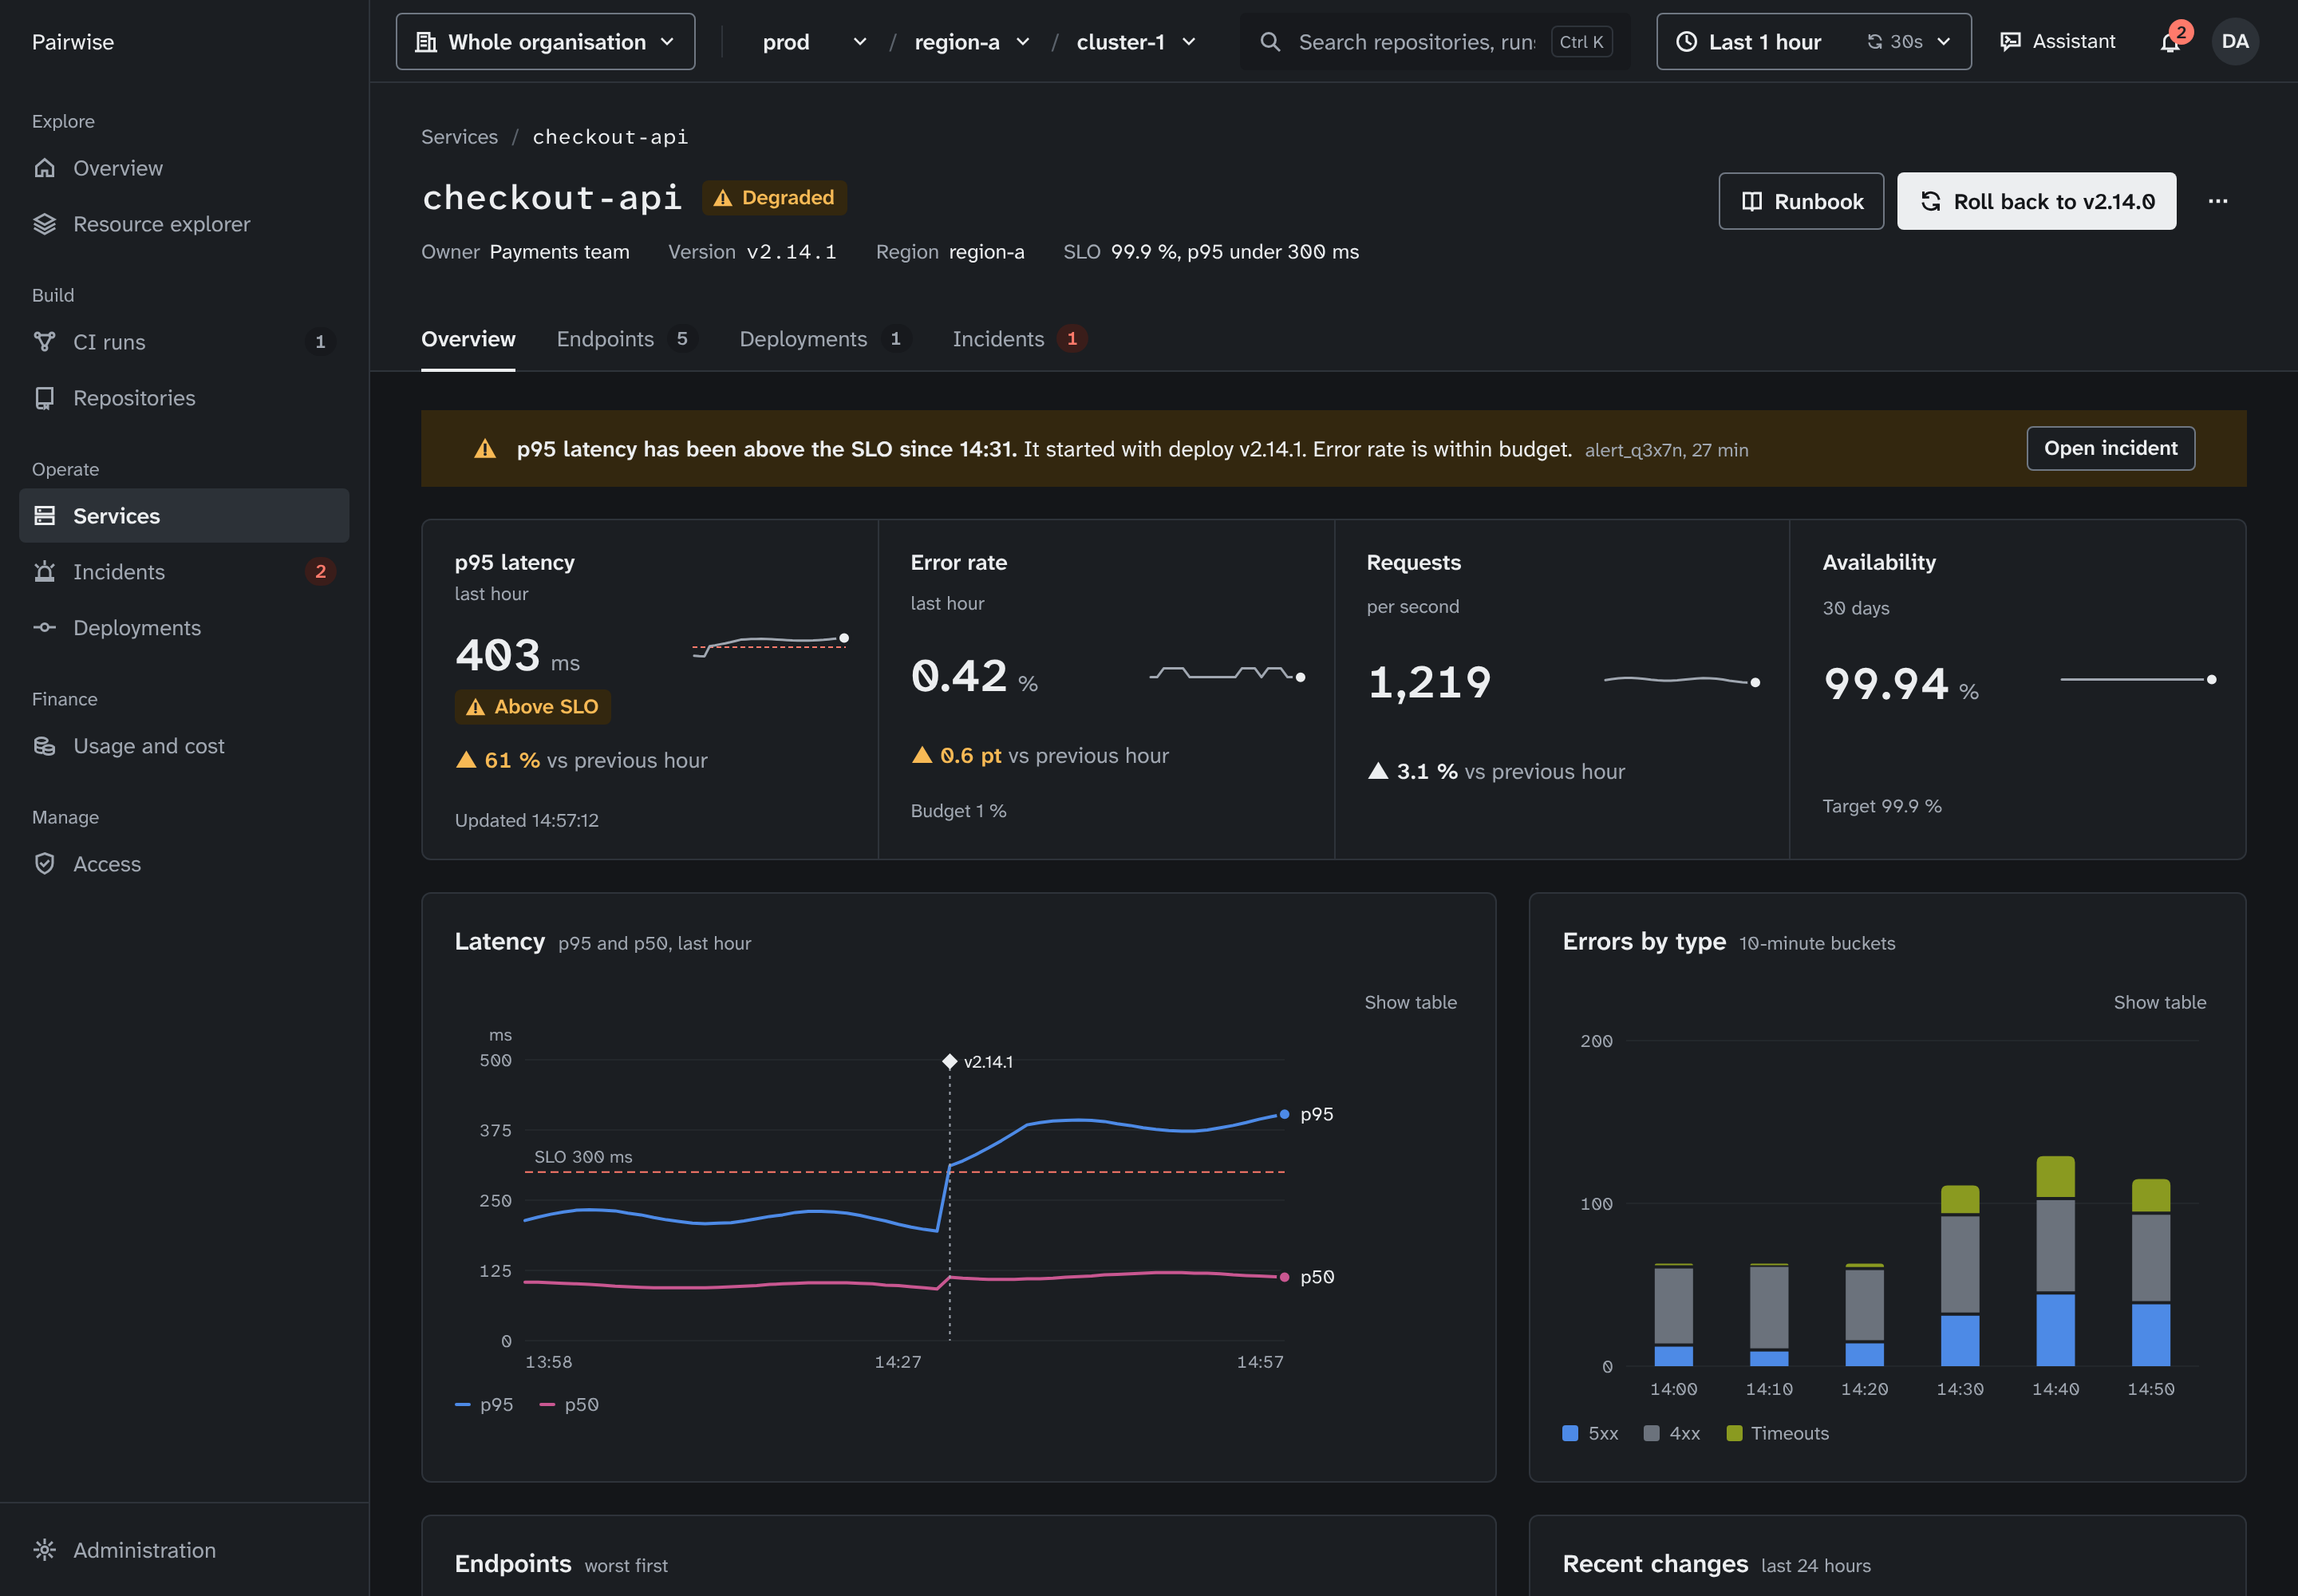 Pairwise
Whole organisation
prod / region-a / cluster-1
Search repositories, run
Ctrl K
Last 1 hour
30s
Assistant
2
DA
Explore
Overview
Resource explorer
Build
CI runs 1
Repositories
Operate
Services
Incidents 2
Deployments
Finance
Usage and cost
Manage
Access
Administration
Services / checkout-api
checkout-api
Degraded
Runbook
Roll back to v2.14.0
Owner Payments team Version v2.14.1 Region region-a SLO 99.9 %, p95 under 300 ms
Overview Endpoints 5 Deployments 1 Incidents 1
p95 latency has been above the SLO since 14:31. It started with deploy v2.14.1. Error rate is within budget. alert_q3x7n, 27 min
Open incident
p95 latency
last hour
403 ms
Above SLO
61 % vs previous hour
Updated 14:57:12
Error rate
last hour
0.42 %
0.6 pt vs previous hour
Budget 1 %
Requests
per second
1,219
3.1 % vs previous hour
Availability
30 days
99.94 %
Target 99.9 %
Latency p95 and p50, last hour
Show table
ms
500
375
250
125
0
v2.14.1
SLO 300 ms
p95
p50
13:58 14:27 14:57
p95 p50
Errors by type 10-minute buckets
Show table
200
100
0
14:00 14:10 14:20 14:30 14:40 14:50
5xx 4xx Timeouts
Endpoints worst first
Recent changes last 24 hours